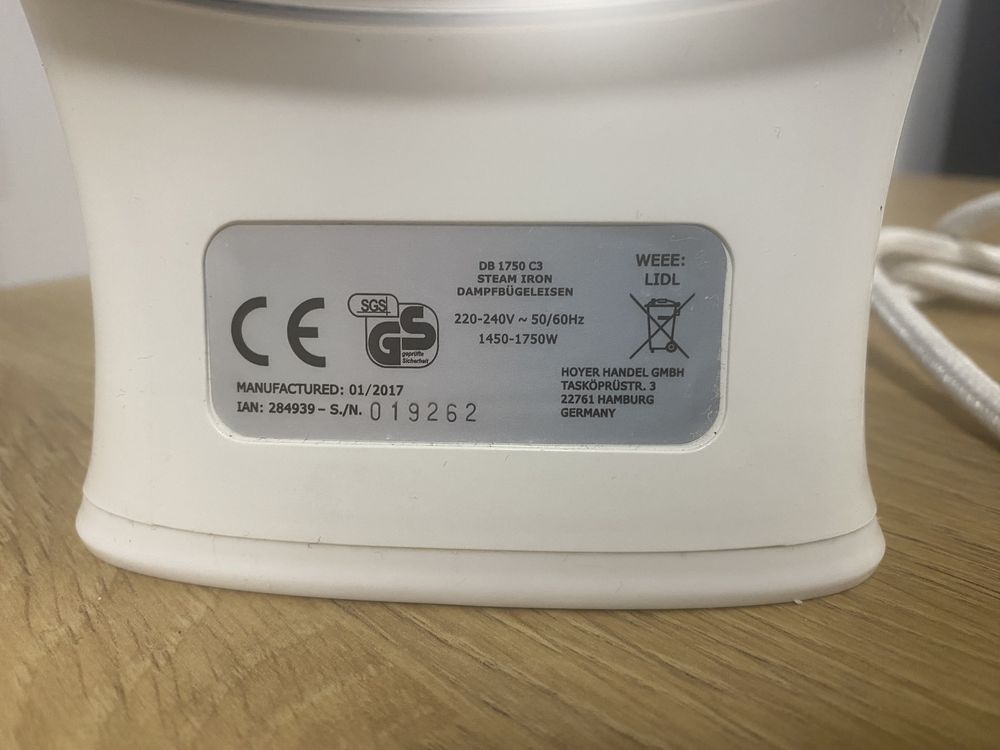 DB 1750 C3
STEAM IRON
DAMPFBÜGELEISEN
220-240V ~ 50/60Hz
1450-1750W
WEEE:
LIDL
CE
SGS
GS
geprüfte
Sicherheit
MANUFACTURED: 01/2017
IAN: 284939 – S./N. 019262
HOYER HANDEL GMBH
TASKÖPRÜSTR. 3
22761 HAMBURG
GERMANY